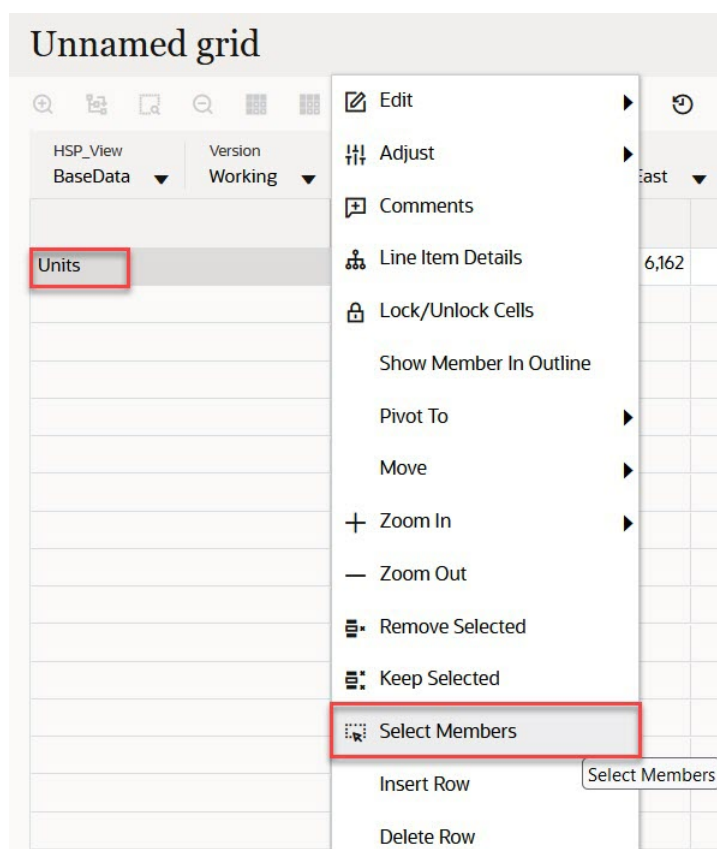 Unnamed grid
Edit
HSP_View Version
Adjust
BaseData Working East
Comments
Units
Line Item Details
6,162
Lock/Unlock Cells
Show Member In Outline
Pivot To
Move
Zoom In
Zoom Out
Remove Selected
Keep Selected
Select Members
Select Members
Insert Row
Delete Row